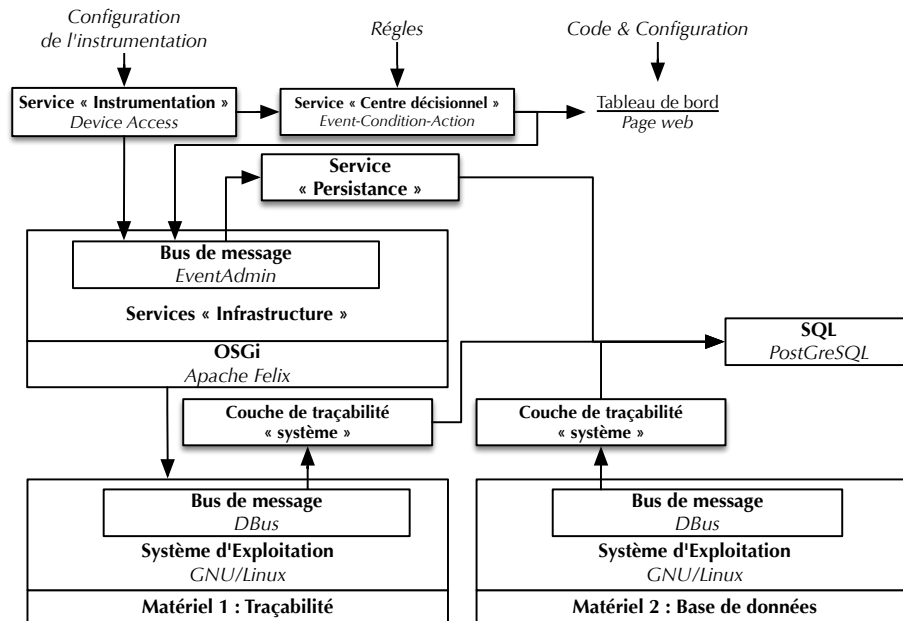 Configuration
de l'instrumentation
Régles
Code & Configuration
Service « Instrumentation »
Device Access
Service « Centre décisionnel »
Event-Condition-Action
Tableau de bord
Page web
Service
« Persistance »
Bus de message
EventAdmin
Services « Infrastructure »
OSGi
Apache Felix
SQL
PostGreSQL
Couche de traçabilité
« système »
Couche de traçabilité
« système »
Bus de message
DBus
Système d'Exploitation
GNU/Linux
Matériel 1 : Traçabilité
Bus de message
DBus
Système d'Exploitation
GNU/Linux
Matériel 2 : Base de données